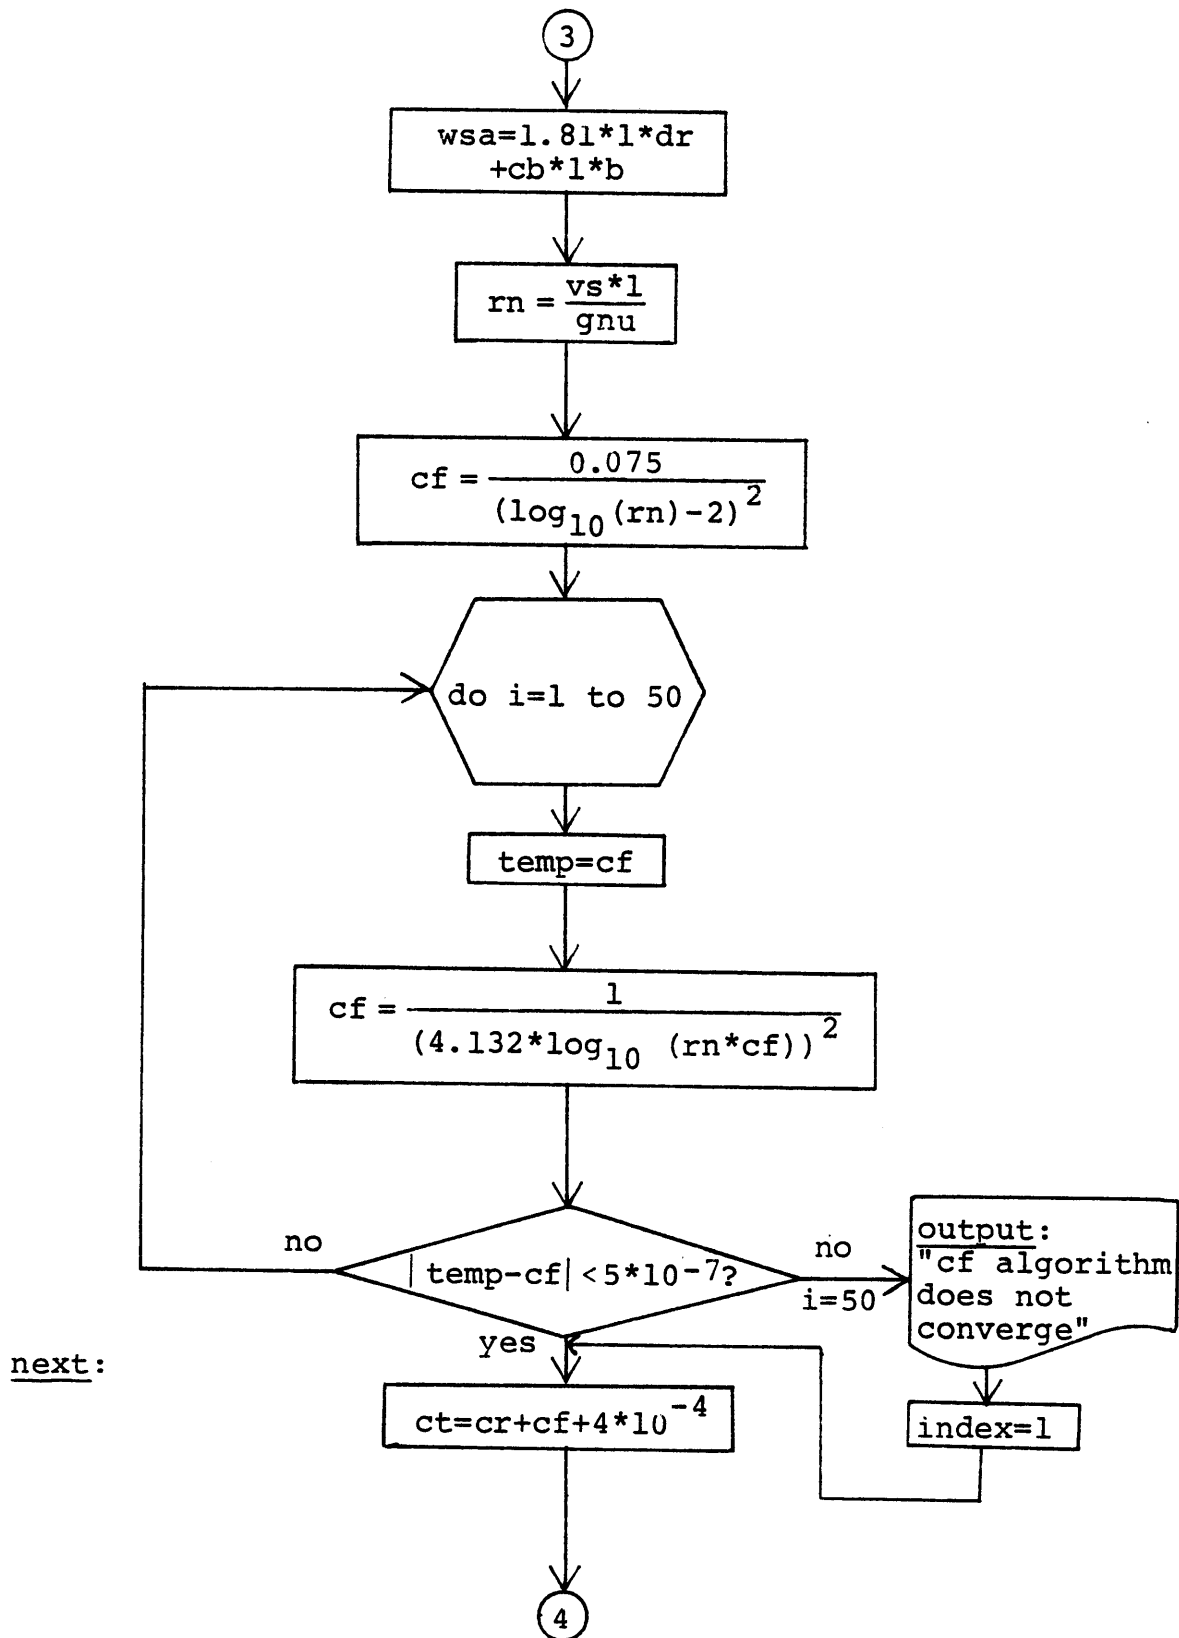 3
wsa=1.81*l*dr
+cb*l*b
rn = vs*l
gnu
cf = 0.075
(log10(rn)-2)2
do i=1 to 50
temp=cf
cf = 1
(4.132*log10 (rn*cf))2
no
|temp-cf|<5*10-7?
no
i=50
output:
"cf algorithm
does not
converge"
yes
next:
ct=cr+cf+4*10-4
index=1
4